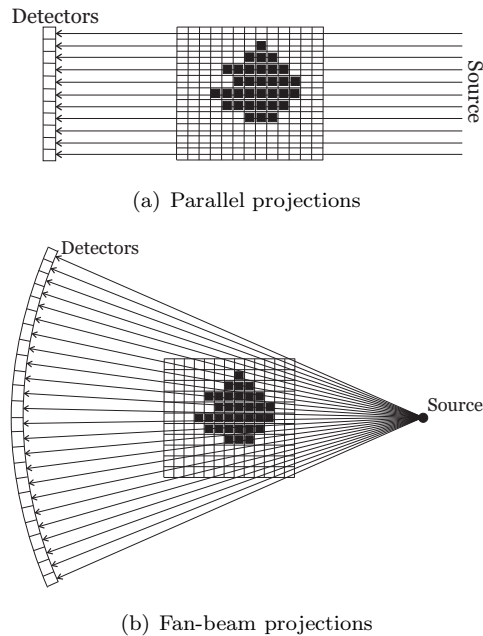 Detectors
Source
(a) Parallel projections
Detectors
Source
(b) Fan-beam projections